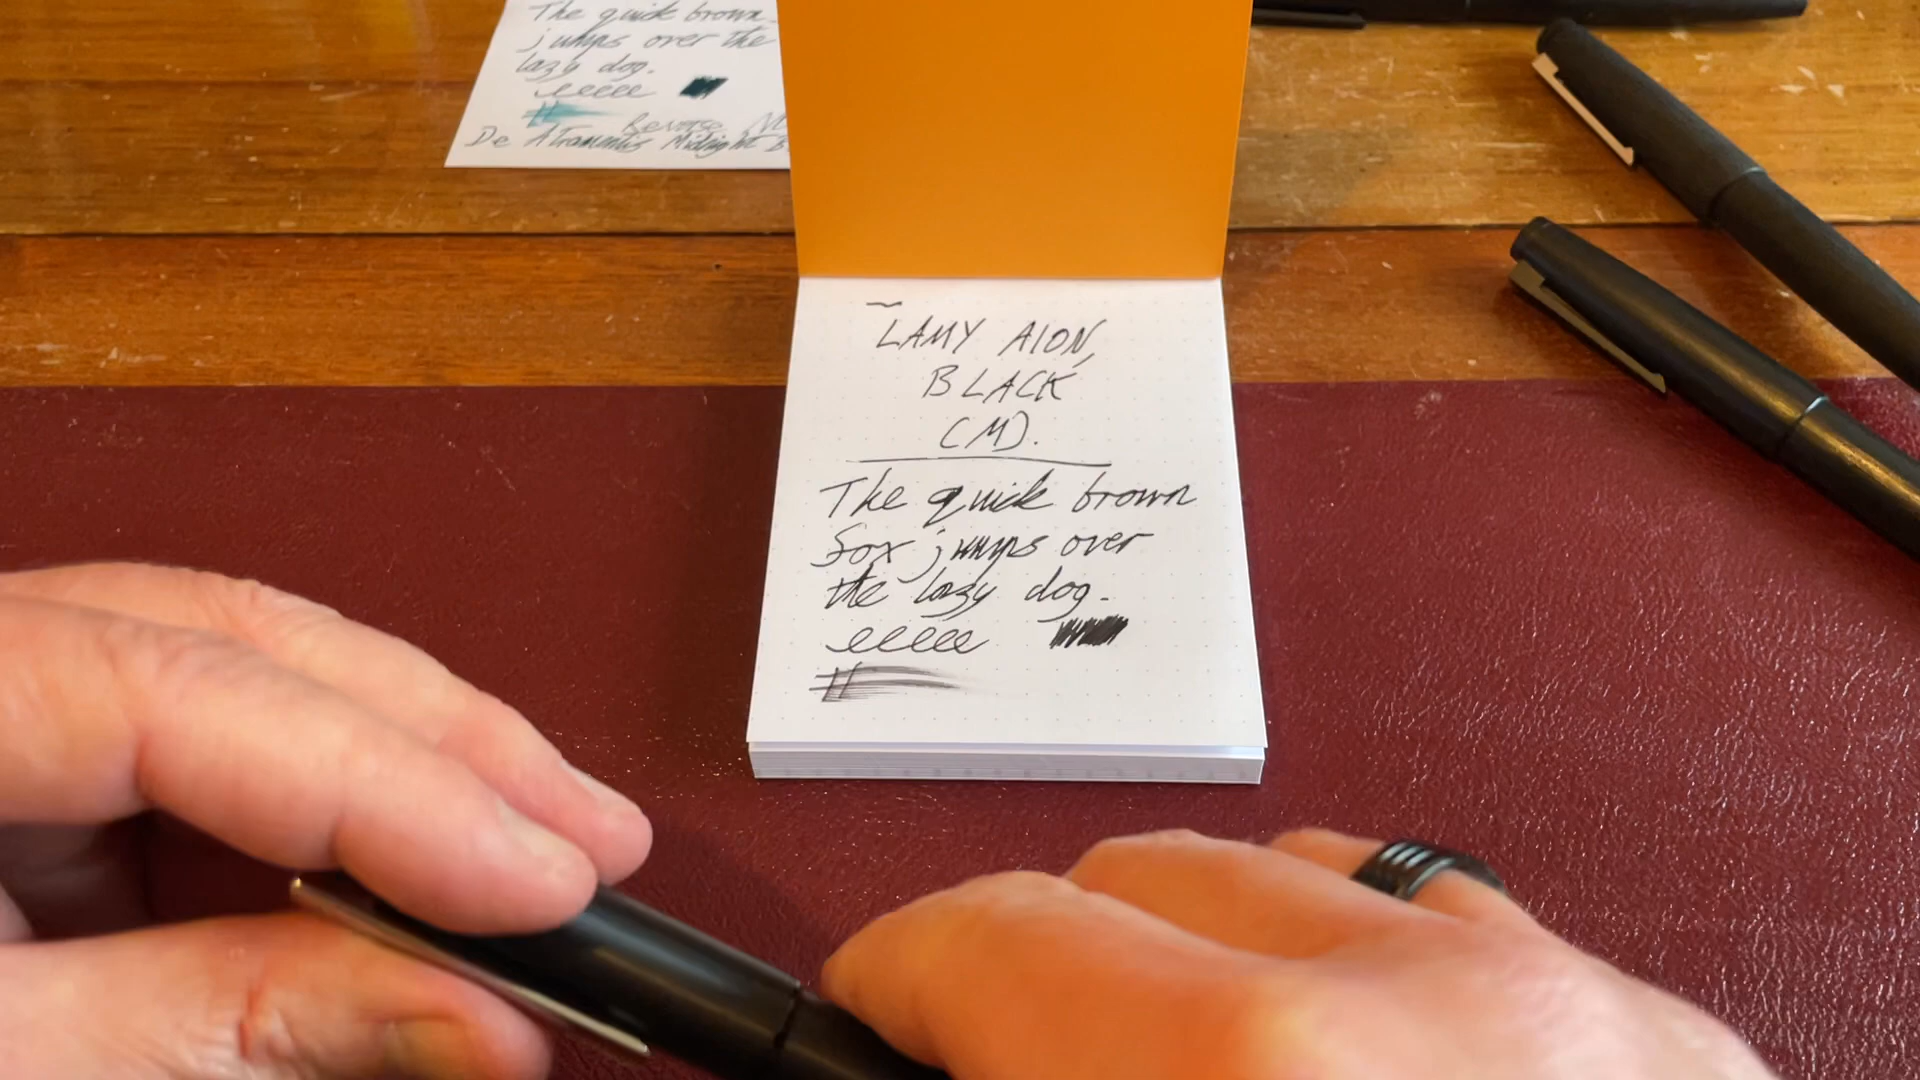 The quick brown
jumps over the
lazy dog.
eeeee
Reverse
De Atramentis Midnight
LAMY AION,
BLACK
(M).
The quick brown
fox jumps over
the lazy dog.
eeeee